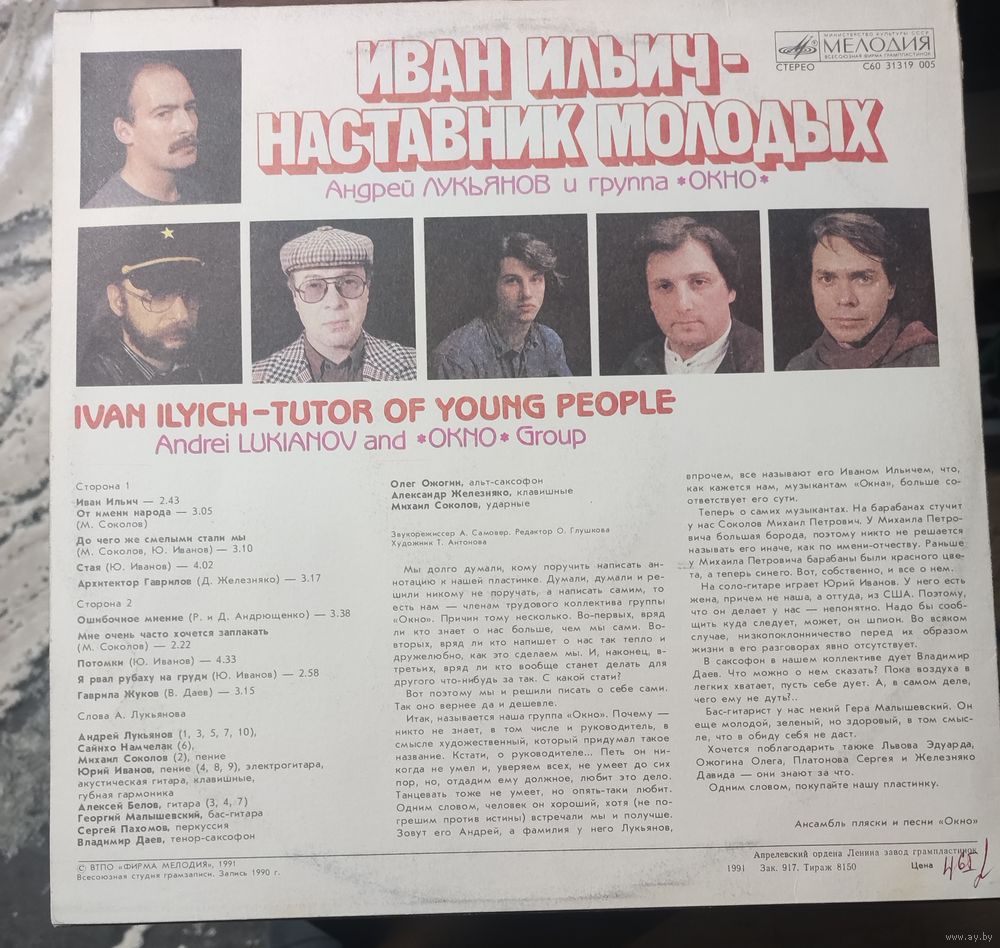 ИВАН ИЛЬИЧ-
НАСТАВНИК МОЛОДЫХ
Андрей ЛУКЬЯНОВ и группа *ОКНО*
МИНИСТЕРСТВО КУЛЬТУРЫ СССР
МЕЛОДИЯ
ВСЕСОЮЗНАЯ ФИРМА ГРАМПЛАСТИНОК
СТЕРЕО С60 31319 005
IVAN ILYICH-TUTOR OF YOUNG PEOPLE
Andrei LUKIANOV and *OKNO* Group
Сторона 1
Иван Ильич — 2.43
От имени народа — 3.05
(М. Соколов)
До чего же смелыми стали мы
(М. Соколов, Ю. Иванов) — 3.10
Стая (Ю. Иванов) — 4.02
Архитектор Гаврилов (Д. Железняко) — 3.17
Сторона 2
Ошибочное мнение (Р. и Д. Андрющенко) — 3.38
Мне очень часто хочется заплакать
(М. Соколов) — 2.22
Потомки (Ю. Иванов) — 4.33
Я рвал рубаху на груди (Ю. Иванов) — 2.58
Гаврила Жуков (В. Даев) — 3.15
Слова А. Лукьянова
Андрей Лукьянов (1, 3, 5, 7, 10),
Сайнхо Намчелак (6),
Михаил Соколов (2), пение
Юрий Иванов, пение (4, 8, 9), электрогитара,
акустическая гитара, клавишные,
губная гармоника
Алексей Белов, гитара (3, 4, 7)
Георгий Малышевский, бас-гитара
Сергей Пахомов, перкуссия
Владимир Даев, тенор-саксофон
Олег Ожогин, альт-саксофон
Александр Железняко, клавишные
Михаил Соколов, ударные
Звукорежиссер А. Самовер. Редактор О. Глушкова
Художник Т. Антонова
Мы долго думали, кому поручить написать ан-
нотацию к нашей пластинке. Думали, думали и ре-
шили никому не поручать, а написать самим, то
есть нам — членам трудового коллектива группы
«Окно». Причин тому несколько. Во-первых, вряд
ли кто знает о нас больше, чем мы сами. Во-
вторых, вряд ли кто напишет о нас так тепло и
дружелюбно, как это сделаем мы. И, наконец, в-
третьих, вряд ли кто вообще станет делать для
другого что-нибудь за так. С какой стати?
Вот поэтому мы и решили писать о себе сами.
Так оно вернее да и дешевле.
Итак, называется наша группа «Окно». Почему —
никто не знает, в том числе и руководитель, в
смысле художественный, который придумал такое
название. Кстати, о руководителе... Петь он ни-
когда не умел и, уверяем всех, не умеет до сих
пор, но, отдадим ему должное, любит это дело.
Танцевать тоже не умеет, но опять-таки любит.
Одним словом, человек он хороший, хотя (не по-
грешим против истины) встречали мы и получше.
Зовут его Андрей, а фамилия у него Лукьянов,
впрочем, все называют его Иваном Ильичем, что,
как кажется нам, музыкантам «Окна», больше со-
ответствует его сути.
Теперь о самих музыкантах. На барабанах стучит
у нас Соколов Михаил Петрович. У Михаила Петро-
вича большая борода, поэтому никто не решается
называть его иначе, как по имени-отчеству. Раньше
у Михаила Петровича барабаны были красного цве-
та, а теперь синего. Вот, собственно, и все о нем.
На соло-гитаре играет Юрий Иванов. У него есть
жена, причем не наша, а оттуда, из США. Поэтому,
что он делает у нас — непонятно. Надо бы сооб-
щить куда следует, может, он шпион. Во всяком
случае, низкопоклонничество перед их образом
жизни в его разговорах явно отсутствует.
В саксофон в нашем коллективе дует Владимир
Даев. Что можно о нем сказать? Пока воздуха в
легких хватает, пусть себе дует. А, в самом деле,
чего ему не дуть?..
Бас-гитарист у нас некий Гера Малышевский. Он
еще молодой, зеленый, но здоровый, в том смыс-
ле, что в обиду себя не даст.
Хочется поблагодарить также Львова Эдуарда,
Ожогина Олега, Платонова Сергея и Железняко
Давида — они знают за что.
Одним словом, покупайте нашу пластинку.
Ансамбль пляски и песни «Окно»
© ВТПО «ФИРМА МЕЛОДИЯ», 1991
Всесоюзная студия грамзаписи. Запись 1990 г.
Апрелевский ордена Ленина завод грампластинок
1991 Зак. 917. Тираж 8150 Цена
www.ay.by